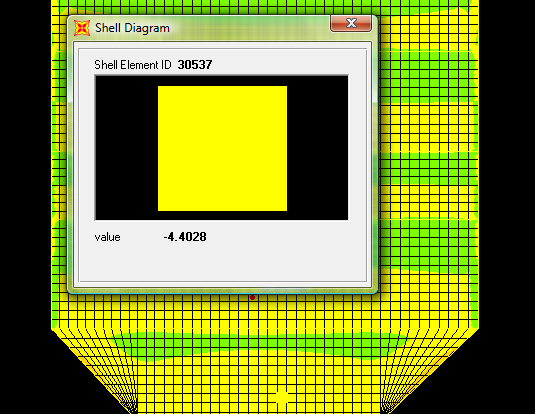 Shell Diagram
Shell Element ID 30537
value -4.4028